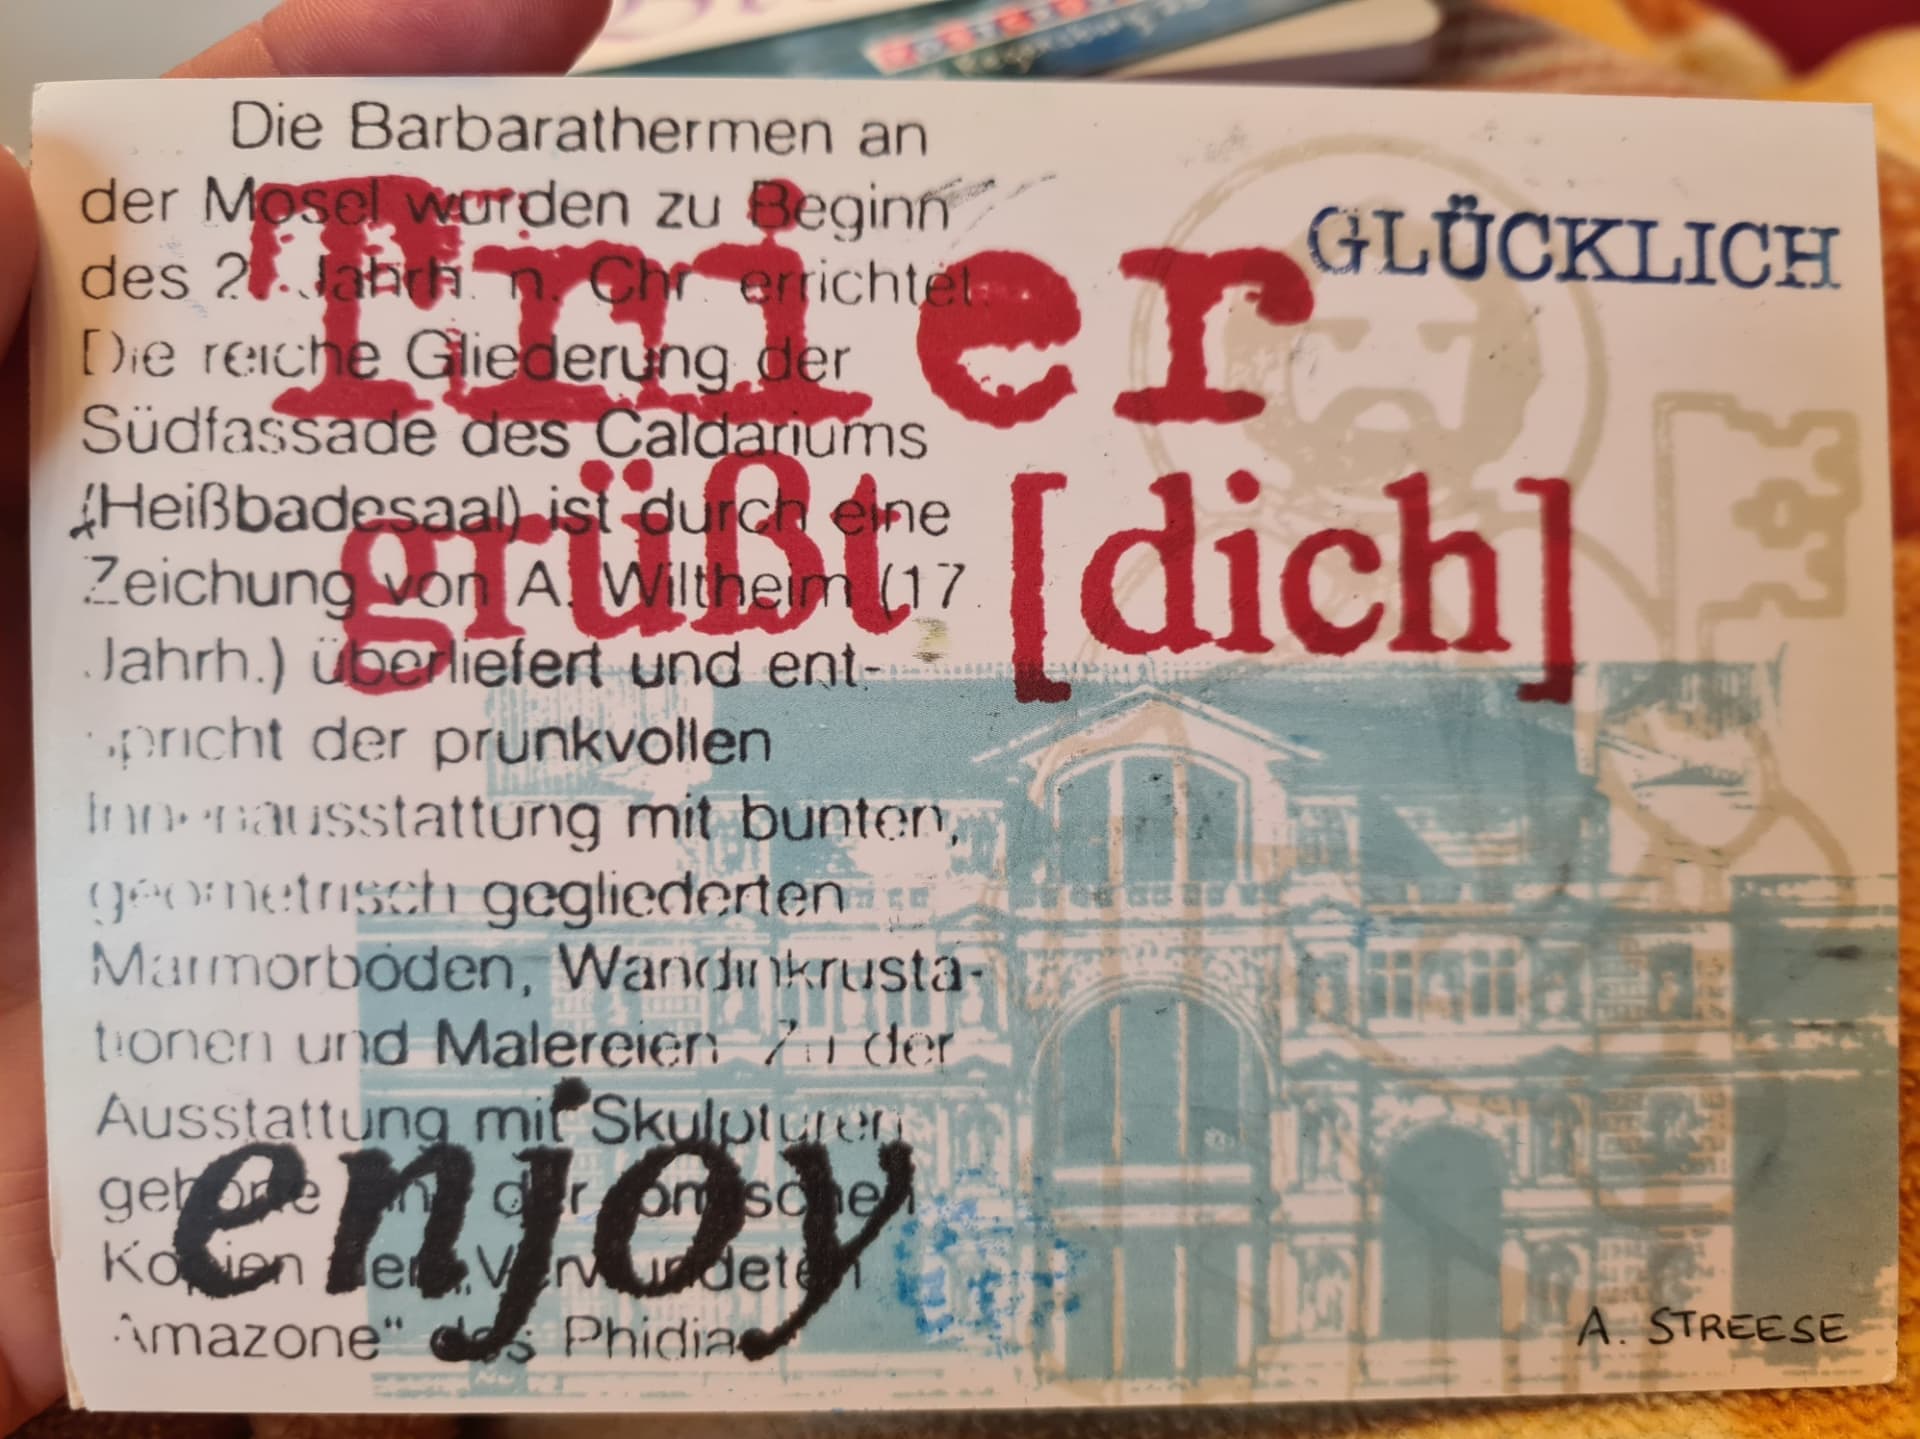 Die Barbarathermen an
der Mosel wurden zu Beginn
des 2. Jahrh. n. Chr. errichtet.
Die reiche Gliederung der
Südfassade des Caldariums
(Heißbadesaal) ist durch eine
Zeichung von A. Wiltheim (17.
Jahrh.) überliefert und ent-
spricht der prunkvollen
Innenausstattung mit bunten,
geometrisch gegliederten
Marmorböden, Wandinkrusta-
tionen und Malereien. Zu der
Ausstattung mit Skulpturen
gehörte der römischen
Kopien der „Verwundeten
Amazone“ des Phidias
Trier
GLÜCKLICH
grüßt [dich]
enjoy
A. STREESE